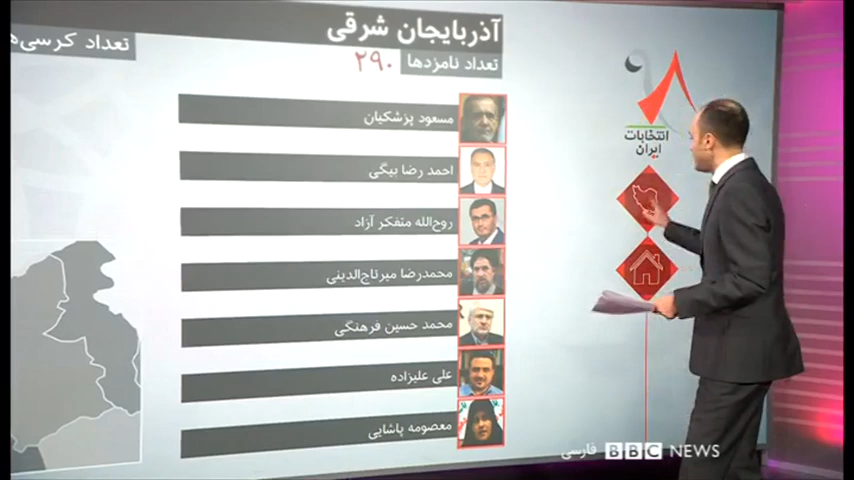 آذربایجان شرقی
تعداد نامزدها ۲۹۰
تعداد کرسی‌ه
مسعود پزشکیان
احمد رضا بیگی
روح‌الله متفکر آزاد
محمدرضا میرتاج‌الدینی
محمد حسین فرهنگی
علی علیزاده
معصومه پاشایی
۹۸
انتخابات
ایران
BBC NEWS فارسی